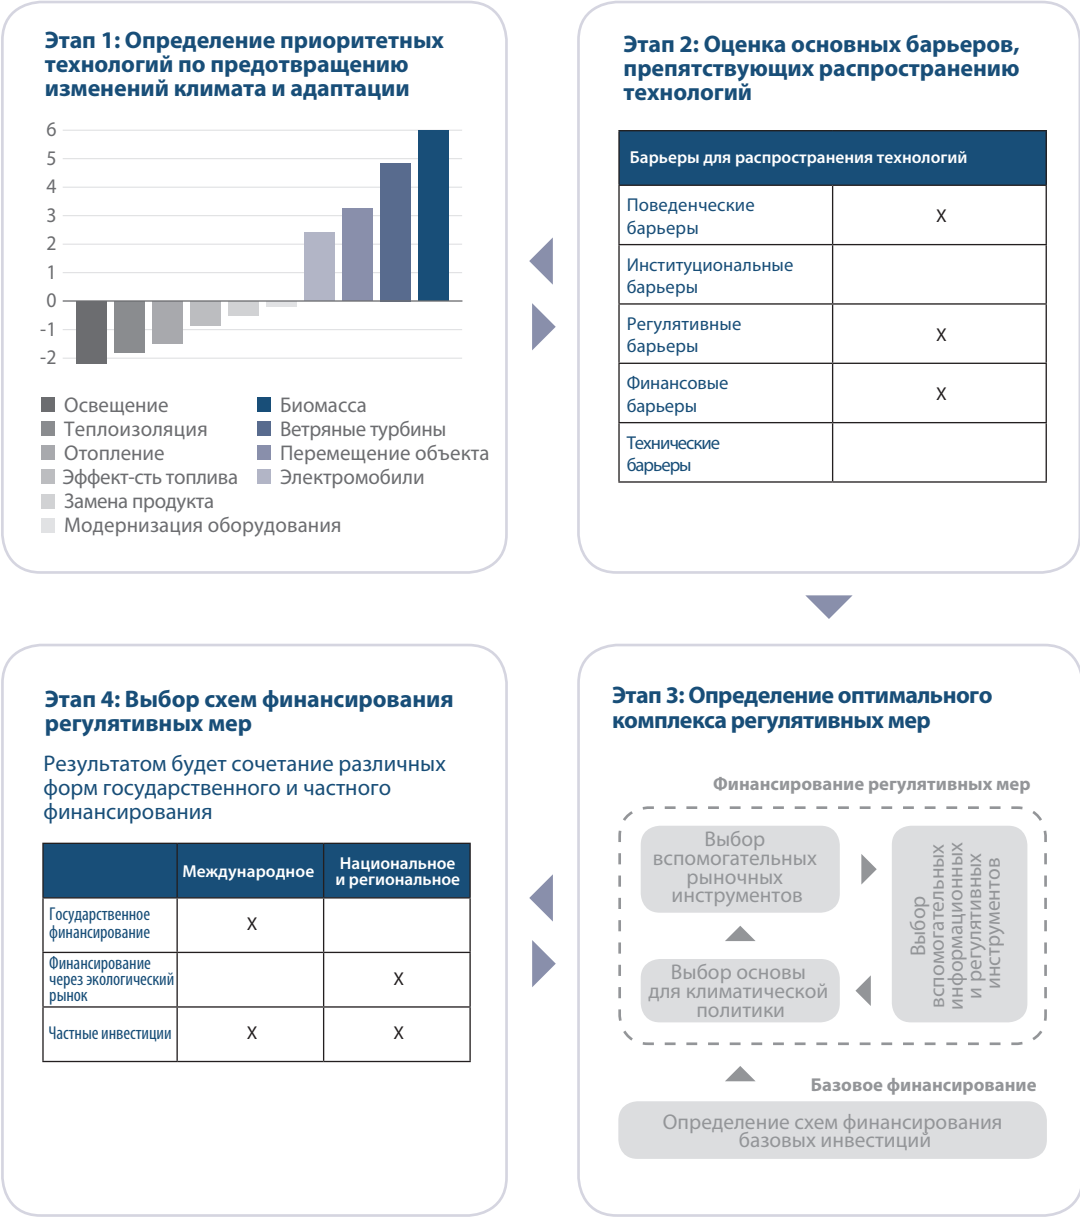 Этап 1: Определение приоритетных
технологий по предотвращению
изменений климата и адаптации
6
5
4
3
2
1
0
-1
-2
Освещение
Теплоизоляция
Отопление
Эффект-сть топлива
Замена продукта
Модернизация оборудования
Биомасса
Ветряные турбины
Перемещение объекта
Электромобили
Этап 2: Оценка основных барьеров,
препятствующих распространению
технологий
Барьеры для распространения технологий
Поведенческие
барьеры
X
Институциональные
барьеры
Регулятивные
барьеры
X
Финансовые
барьеры
X
Технические
барьеры
Этап 4: Выбор схем финансирования
регулятивных мер
Результатом будет сочетание различных
форм государственного и частного
финансирования
Международное
Национальное
и региональное
Государственное
финансирование
X
Финансирование
через экологический
рынок
X
Частные инвестиции
X
X
Этап 3: Определение оптимального
комплекса регулятивных мер
Финансирование регулятивных мер
Выбор
вспомогательных
рыночных
инструментов
Выбор
вспомогательных
информационных
и регулятивных
инструментов
Выбор основы
для климатической
политики
Базовое финансирование
Определение схем финансирования
базовых инвестиций